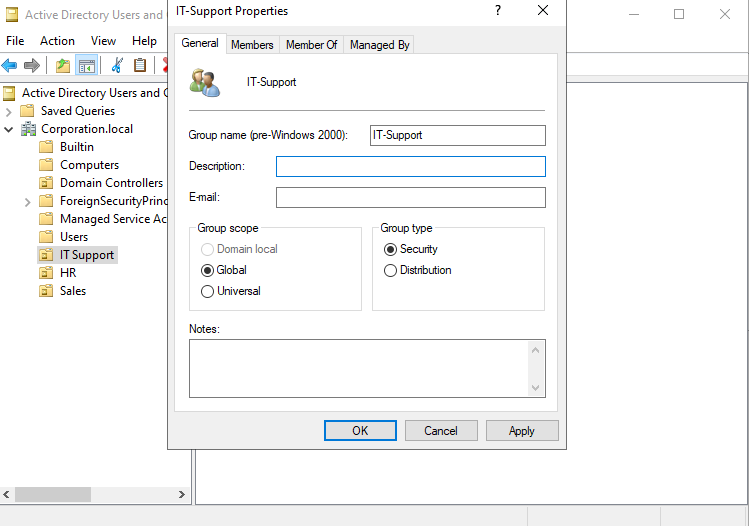 Active Directory Users and C
File Action View Help
Active Directory Users and C
Saved Queries
Corporation.local
Builtin
Computers
Domain Controllers
ForeignSecurityPrinc
Managed Service Ac
Users
IT Support
HR
Sales
IT-Support Properties
?
General Members Member Of Managed By
IT-Support
Group name (pre-Windows 2000): IT-Support
Description:
E-mail:
Group scope
Domain local
Global
Universal
Group type
Security
Distribution
Notes:
OK Cancel Apply